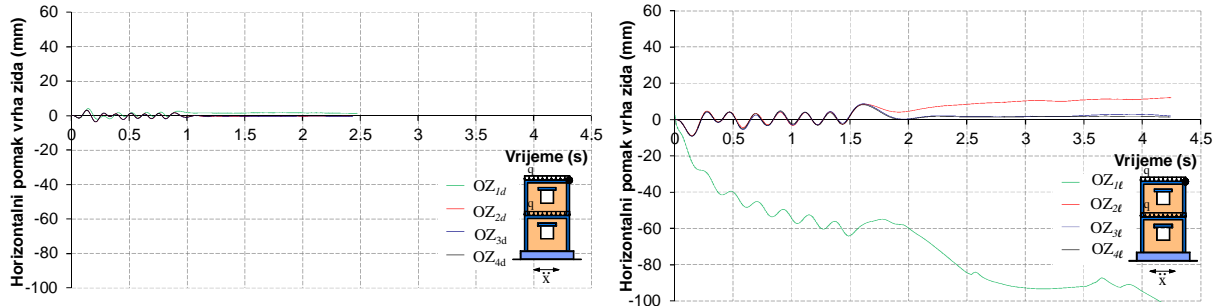 Horizontalni pomak vrha zida (mm)
60
40
20
0
-20
-40
-60
-80
-100
0 0.5 1 1.5 2 2.5 3 3.5 4 4.5
Vrijeme (s)
OZ1d
OZ2d
OZ3d
OZ4d
q
q
ẍ
Horizontalni pomak vrha zida (mm)
60
40
20
0
-20
-40
-60
-80
-100
0 0.5 1 1.5 2 2.5 3 3.5 4 4.5
Vrijeme (s)
OZ1ℓ
OZ2ℓ
OZ3ℓ
OZ4ℓ
q
q
ẍ